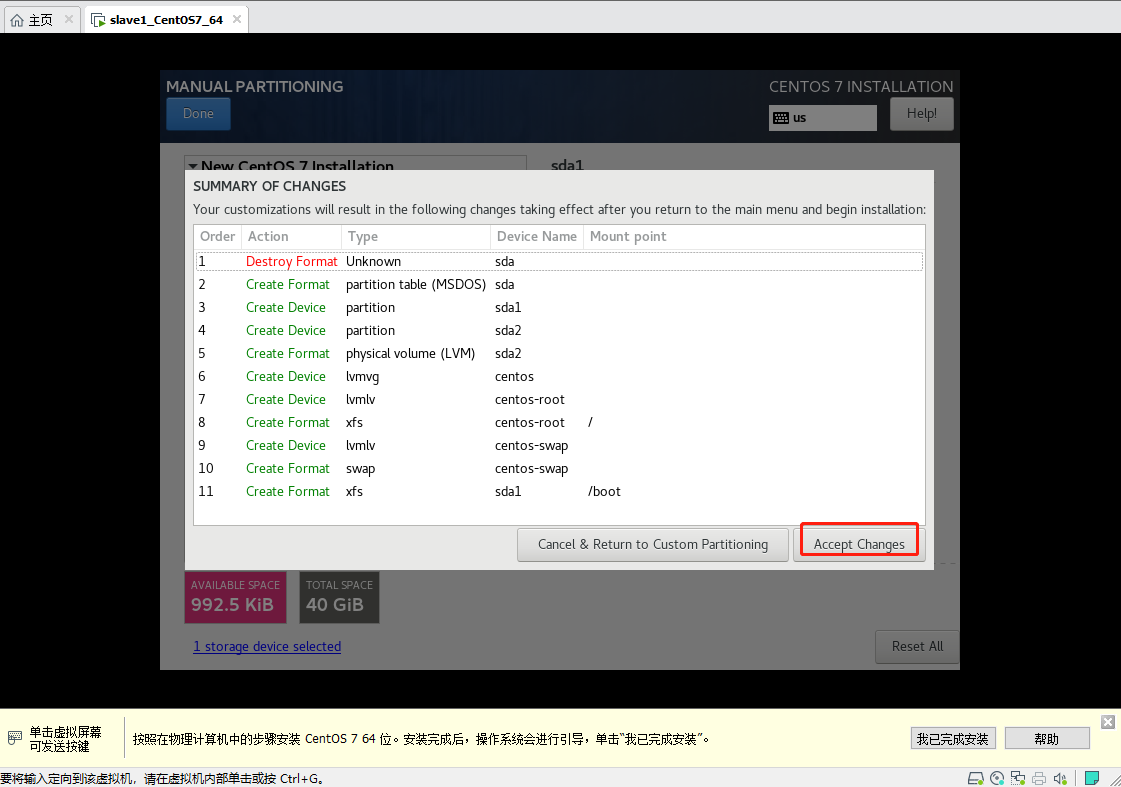 主页
slave1_CentOS7_64
MANUAL PARTITIONING
CENTOS 7 INSTALLATION
Done
us
Help!
New CentOS 7 Installation
sda1
SUMMARY OF CHANGES
Your customizations will result in the following changes taking effect after you return to the main menu and begin installation:
Order Action Type Device Name Mount point
1 Destroy Format Unknown sda
2 Create Format partition table (MSDOS) sda
3 Create Device partition sda1
4 Create Device partition sda2
5 Create Format physical volume (LVM) sda2
6 Create Device lvmvg centos
7 Create Device lvmlv centos-root
8 Create Format xfs centos-root /
9 Create Device lvmlv centos-swap
10 Create Format swap centos-swap
11 Create Format xfs sda1 /boot
Cancel & Return to Custom Partitioning
Accept Changes
AVAILABLE SPACE
992.5 KiB
TOTAL SPACE
40 GiB
1 storage device selected
Reset All
单击虚拟屏幕
可发送按键
按照在物理计算机中的步骤安装 CentOS 7 64 位。安装完成后，操作系统会进行引导，单击“我已完成安装”。
我已完成安装
帮助
要将输入定向到该虚拟机，请在虚拟机内部单击或按 Ctrl+G。